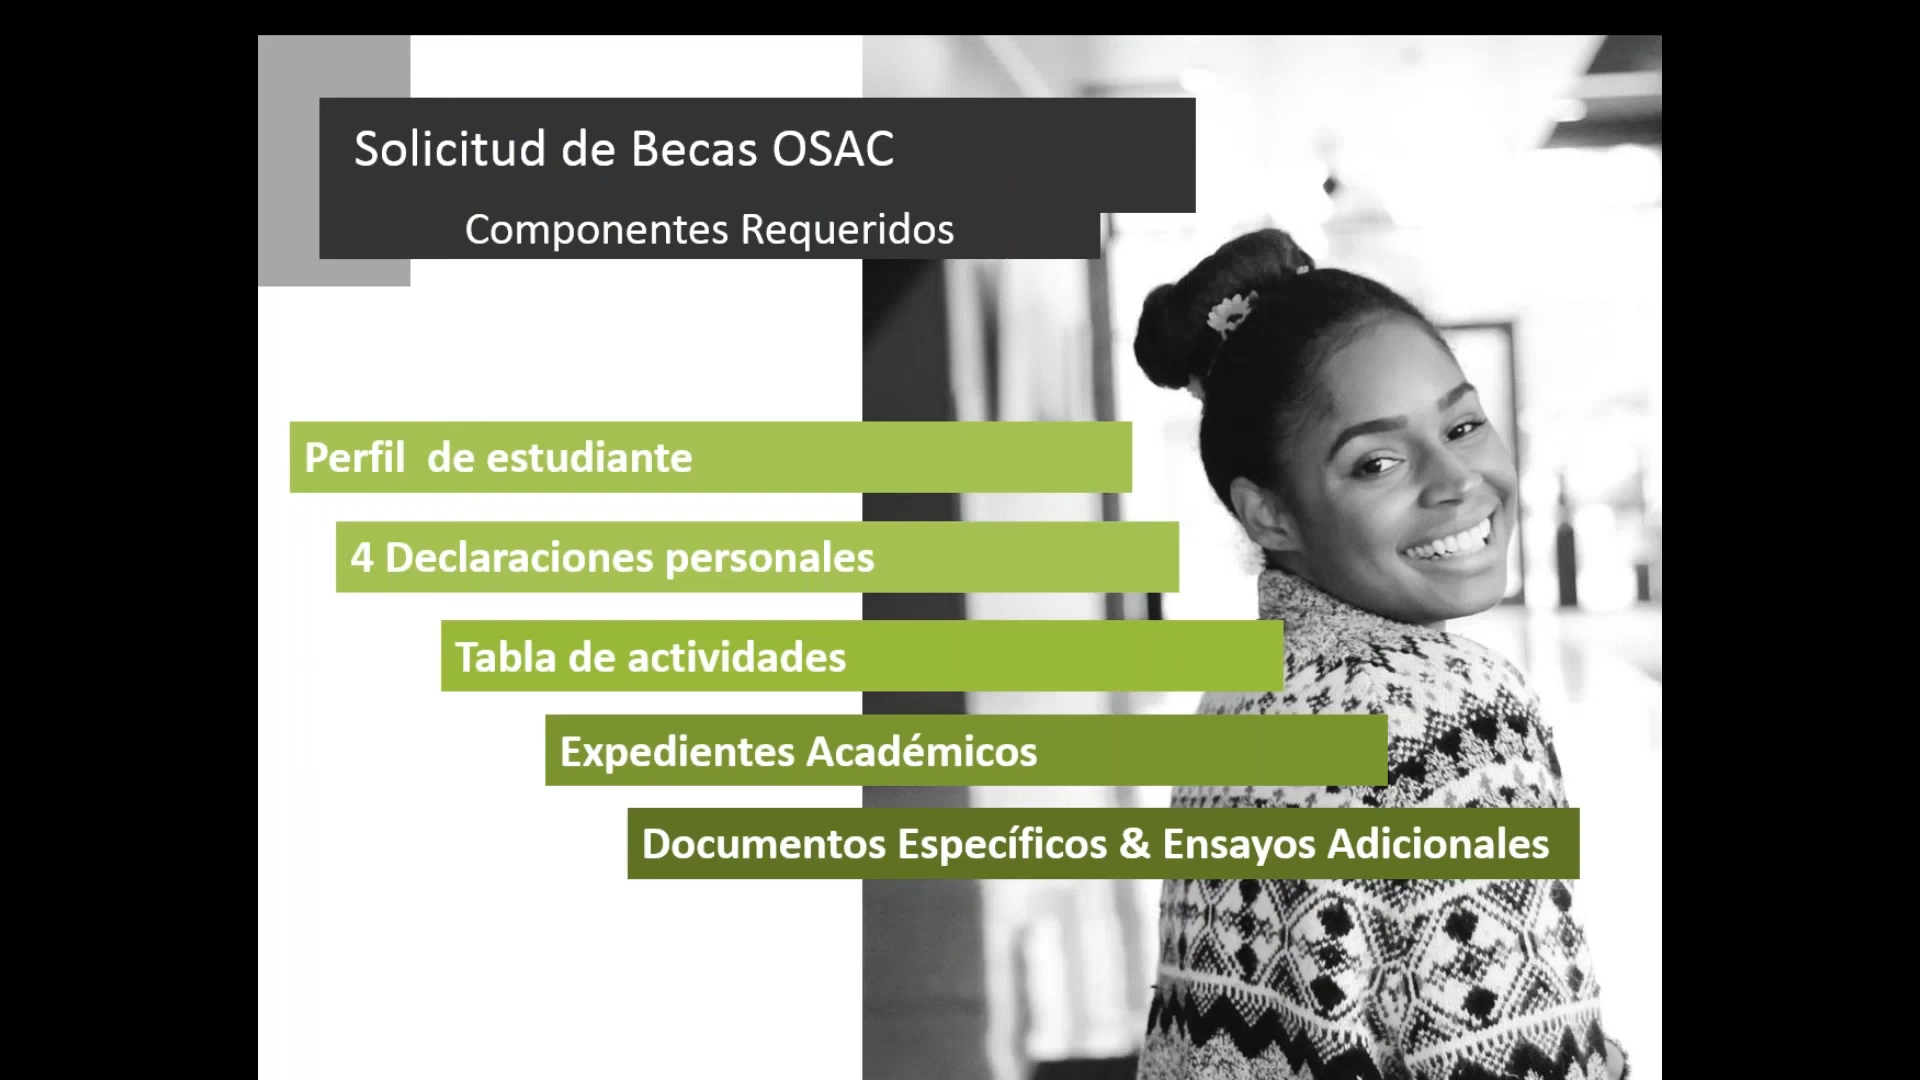 Solicitud de Becas OSAC
Componentes Requeridos
Perfil de estudiante
4 Declaraciones personales
Tabla de actividades
Expedientes Académicos
Documentos Específicos & Ensayos Adicionales